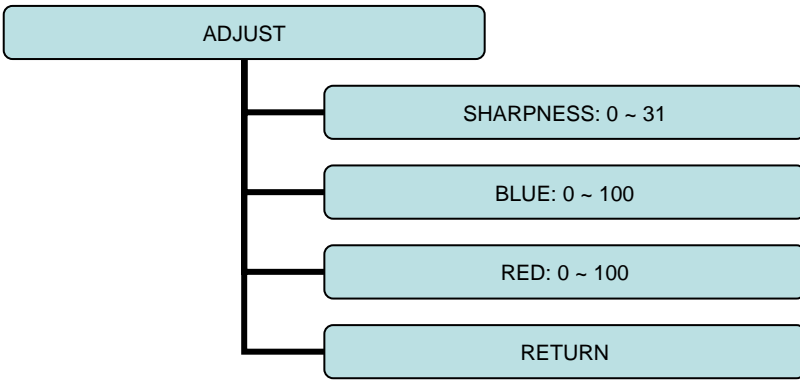 ADJUST
SHARPNESS: 0 ~ 31
BLUE: 0 ~ 100
RED: 0 ~ 100
RETURN